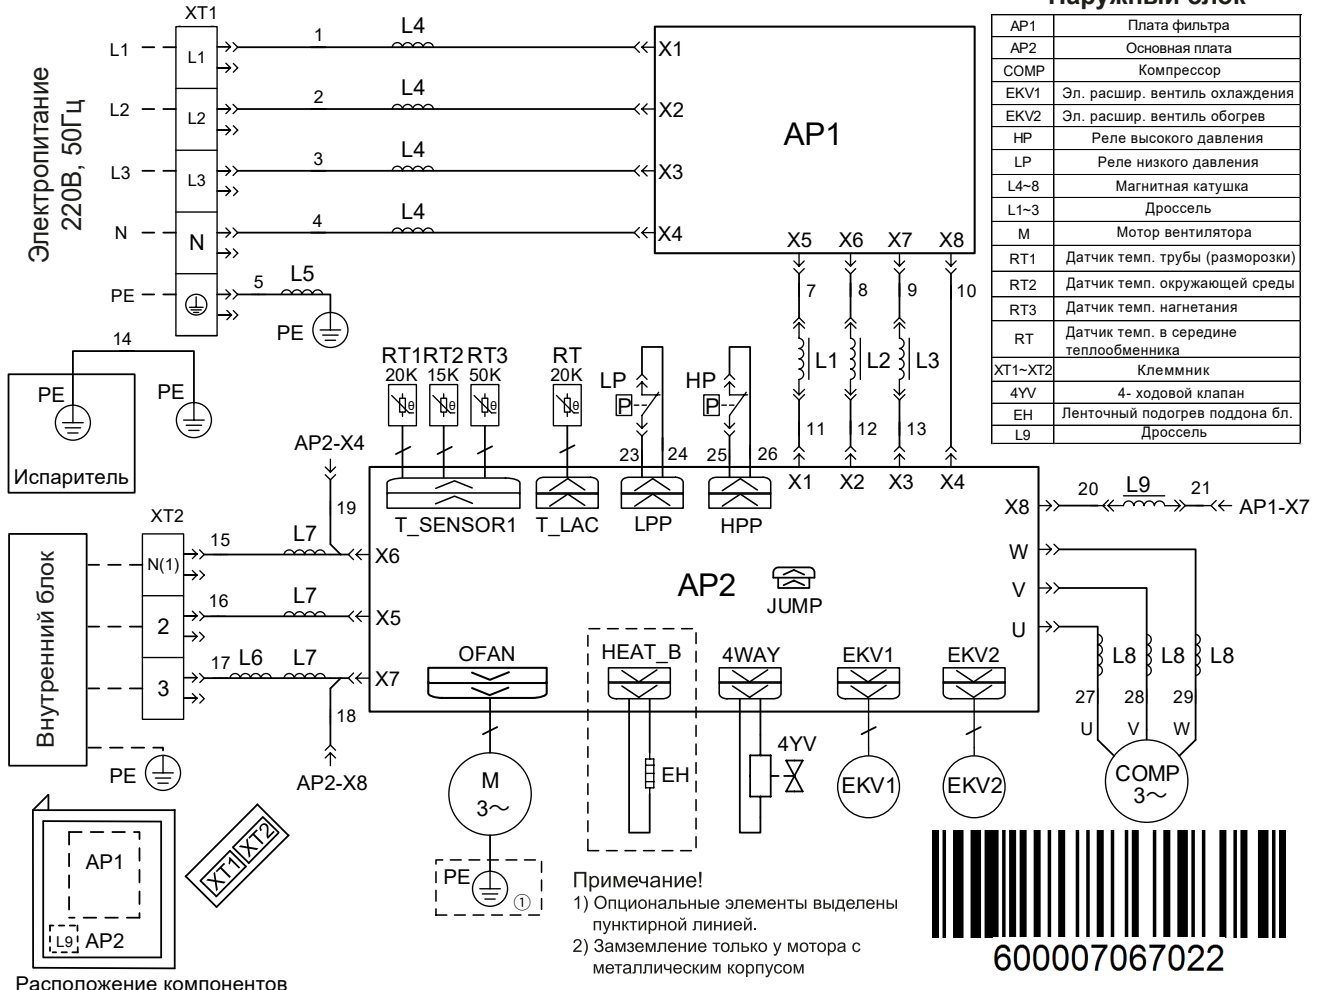 Наружный блок
AP1 Плата фильтра
AP2 Основная плата
COMP Компрессор
EKV1 Эл. расшир. вентиль охлаждения
EKV2 Эл. расшир. вентиль обогрев
HP Реле высокого давления
LP Реле низкого давления
L4~8 Магнитная катушка
L1~3 Дроссель
M Мотор вентилятора
RT1 Датчик темп. трубы (разморозки)
RT2 Датчик темп. окружающей среды
RT3 Датчик темп. нагнетания
RT Датчик темп. в середине
теплообменника
XT1~XT2 Клеммник
4YV 4- ходовой клапан
EH Ленточный подогрев поддона бл.
L9 Дроссель
Электропитание
220В, 50Гц
XT1
L1 L1 1 L4 X1
L2 L2 2 L4 X2
L3 L3 3 L4 X3
N N 4 L4 X4
PE 5 L5
PE
AP1
X5 X6 X7 X8
7 8 9 10
L1 L2 L3
11 12 13
X1 X2 X3 X4
14
PE PE
Испаритель
RT1 RT2 RT3 RT
20K 15K 50K 20K
θ θ θ θ
LP HP
P P
23 24 25 26
T_SENSOR1 T_LAC LPP HPP
AP2-X4
19
XT2
Внутренний блок
N(1) 15 L7 X6
2 16 L7 X5
3 17 L6 L7 X7
18
AP2-X8
PE
AP2
JUMP
X8 20 L9 21 AP1-X7
W
V
U
L8 L8 L8
27 28 29
U V W
COMP
3~
OFAN HEAT_B 4WAY EKV1 EKV2
M
3~
EH
4YV
EKV1 EKV2
PE
①
AP1
L9 AP2
XT1 XT2
Расположение компонентов
Примечание!
1) Опциональные элементы выделены
пунктирной линией.
2) Замземление только у мотора с
металлическим корпусом
600007067022